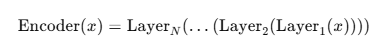 Encoder(x) = Layer_N(... (Layer_2(Layer_1(x))))